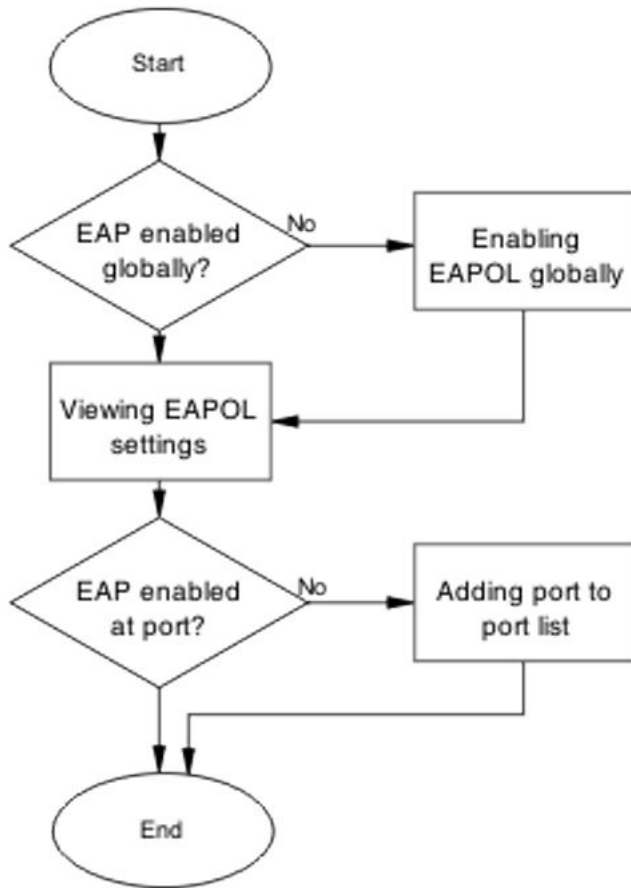 Start
EAP enabled
globally?
No
Enabling
EAPOL globally
Viewing EAPOL
settings
EAP enabled
at port?
No
Adding port to
port list
End